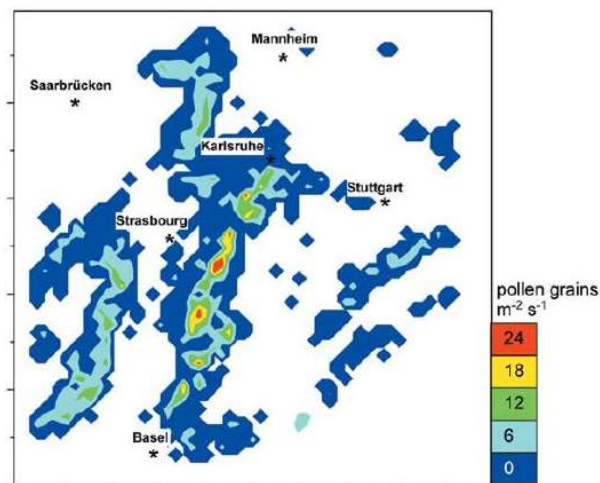 Mannheim
Saarbrücken
Karlsruhe
Stuttgart
Strasbourg
Basel
pollen grains
m⁻² s⁻¹
24
18
12
6
0